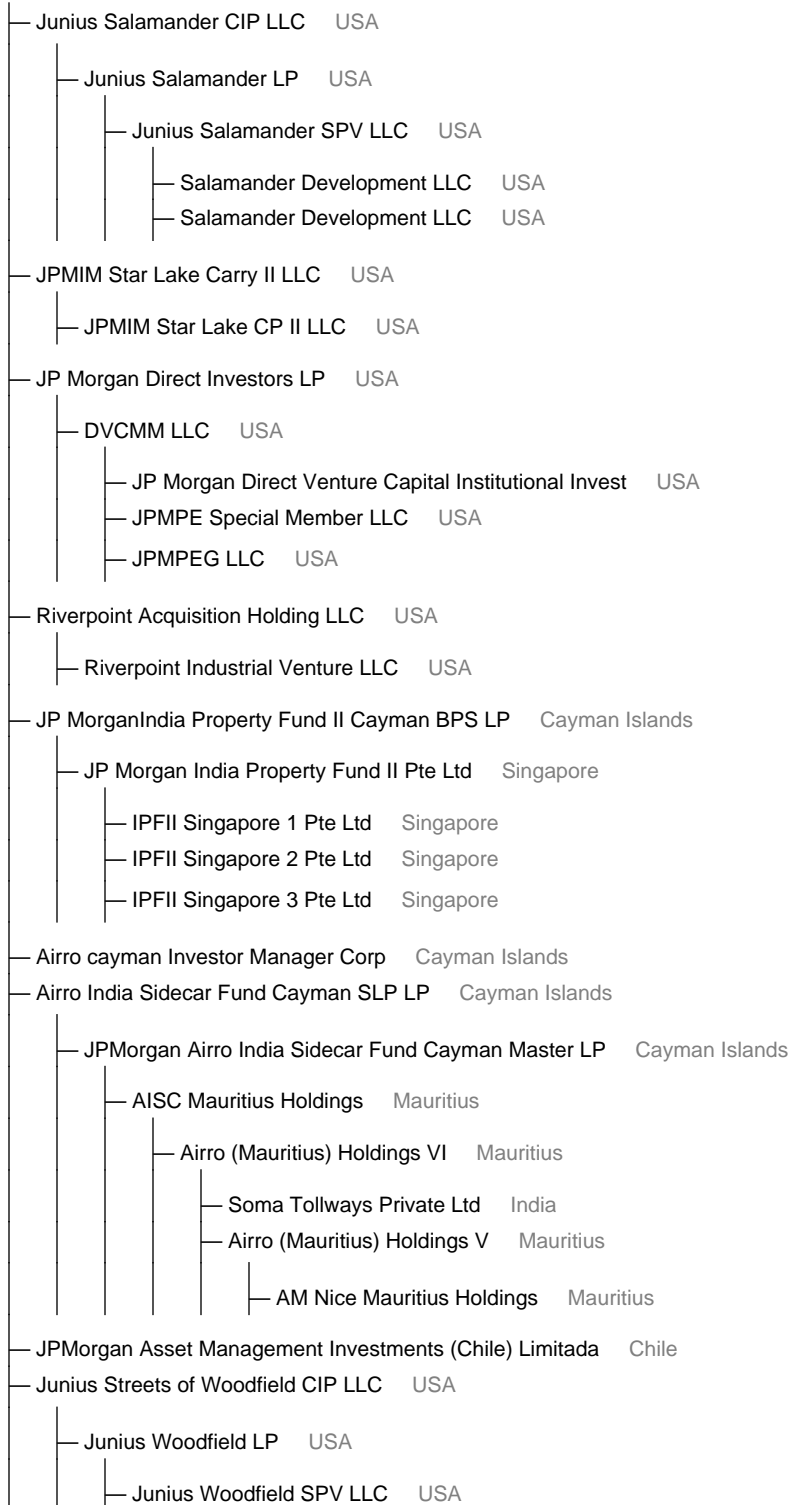 Junius Salamander CIP LLC USA
Junius Salamander LP USA
Junius Salamander SPV LLC USA
Salamander Development LLC USA
Salamander Development LLC USA
JPMIM Star Lake Carry II LLC USA
JPMIM Star Lake CP II LLC USA
JP Morgan Direct Investors LP USA
DVCMM LLC USA
JP Morgan Direct Venture Capital Institutional Invest USA
JPMPE Special Member LLC USA
JPMPEG LLC USA
Riverpoint Acquisition Holding LLC USA
Riverpoint Industrial Venture LLC USA
JP MorganIndia Property Fund II Cayman BPS LP Cayman Islands
JP Morgan India Property Fund II Pte Ltd Singapore
IPFII Singapore 1 Pte Ltd Singapore
IPFII Singapore 2 Pte Ltd Singapore
IPFII Singapore 3 Pte Ltd Singapore
Airro cayman Investor Manager Corp Cayman Islands
Airro India Sidecar Fund Cayman SLP LP Cayman Islands
JPMorgan Airro India Sidecar Fund Cayman Master LP Cayman Islands
AISC Mauritius Holdings Mauritius
Airro (Mauritius) Holdings VI Mauritius
Soma Tollways Private Ltd India
Airro (Mauritius) Holdings V Mauritius
AM Nice Mauritius Holdings Mauritius
JPMorgan Asset Management Investments (Chile) Limitada Chile
Junius Streets of Woodfield CIP LLC USA
Junius Woodfield LP USA
Junius Woodfield SPV LLC USA